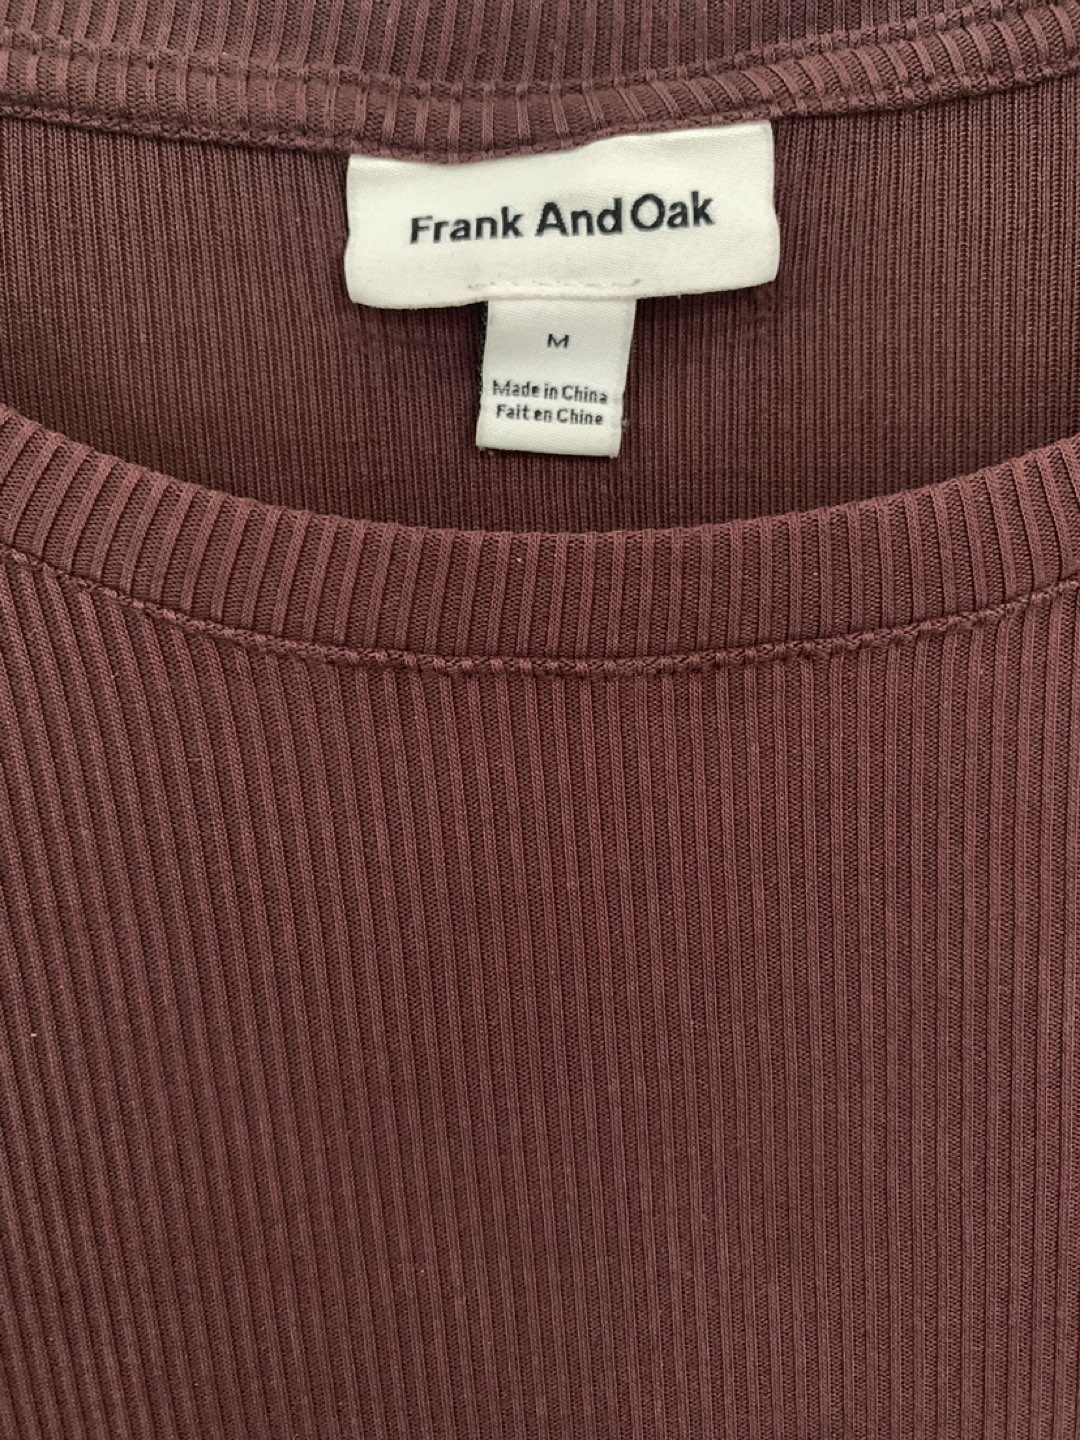 Frank And Oak
M
Made in China
Fait en Chine